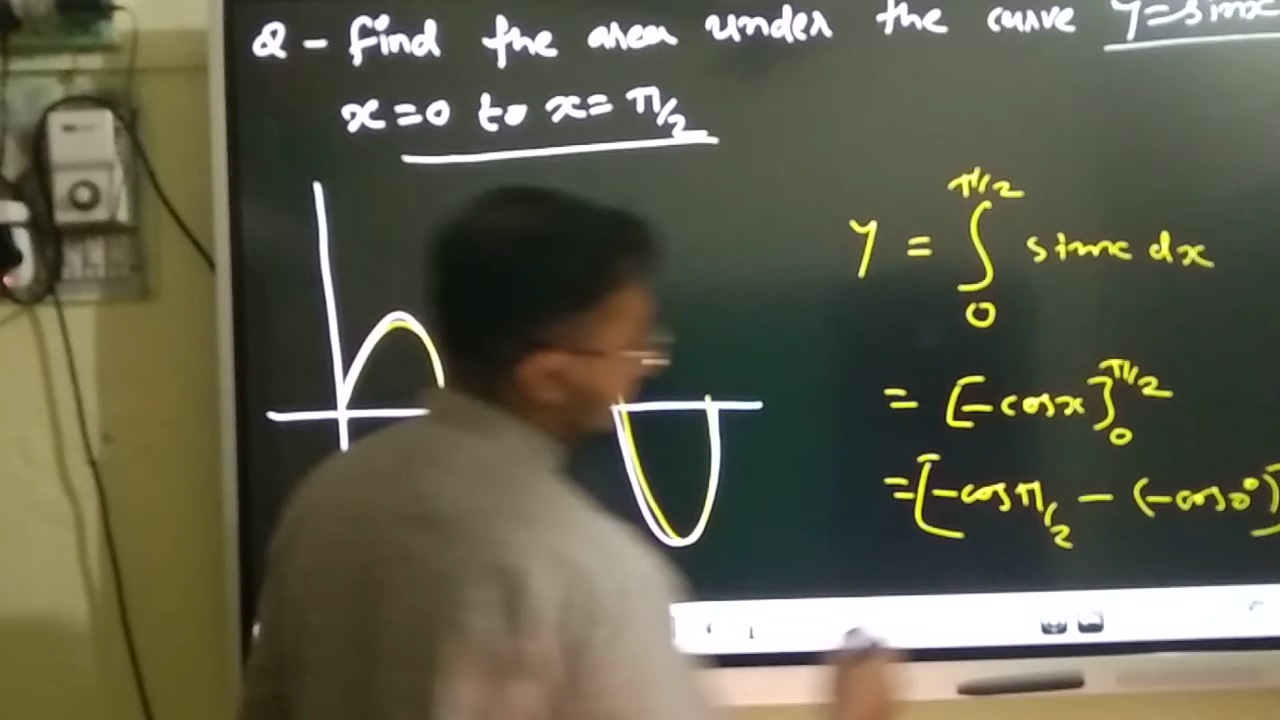 Q - Find the area under the curve y=sinx
x=0 to x= π/2
y = ∫₀^π/2 sinx dx
= [-cosx]₀^π/2
=[-cosπ/2 - (-cos0°)]